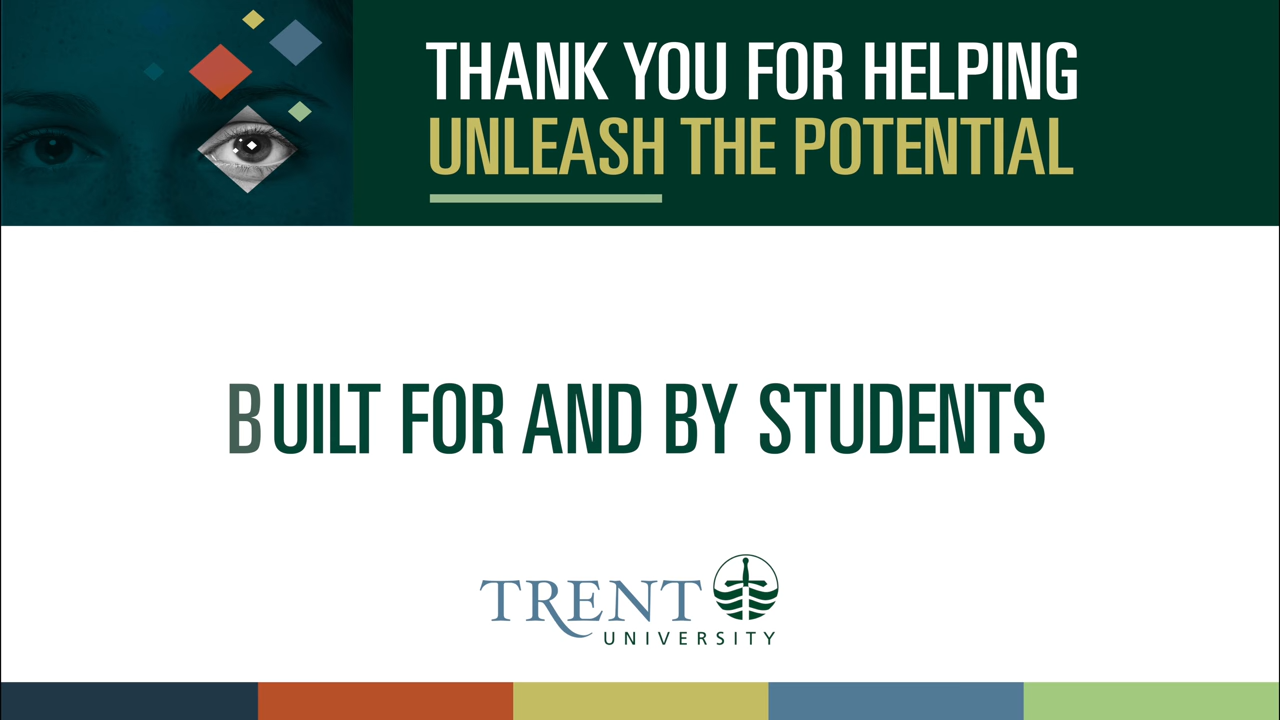 THANK YOU FOR HELPING
UNLEASH THE POTENTIAL
BUILT FOR AND BY STUDENTS
TRENT
UNIVERSITY